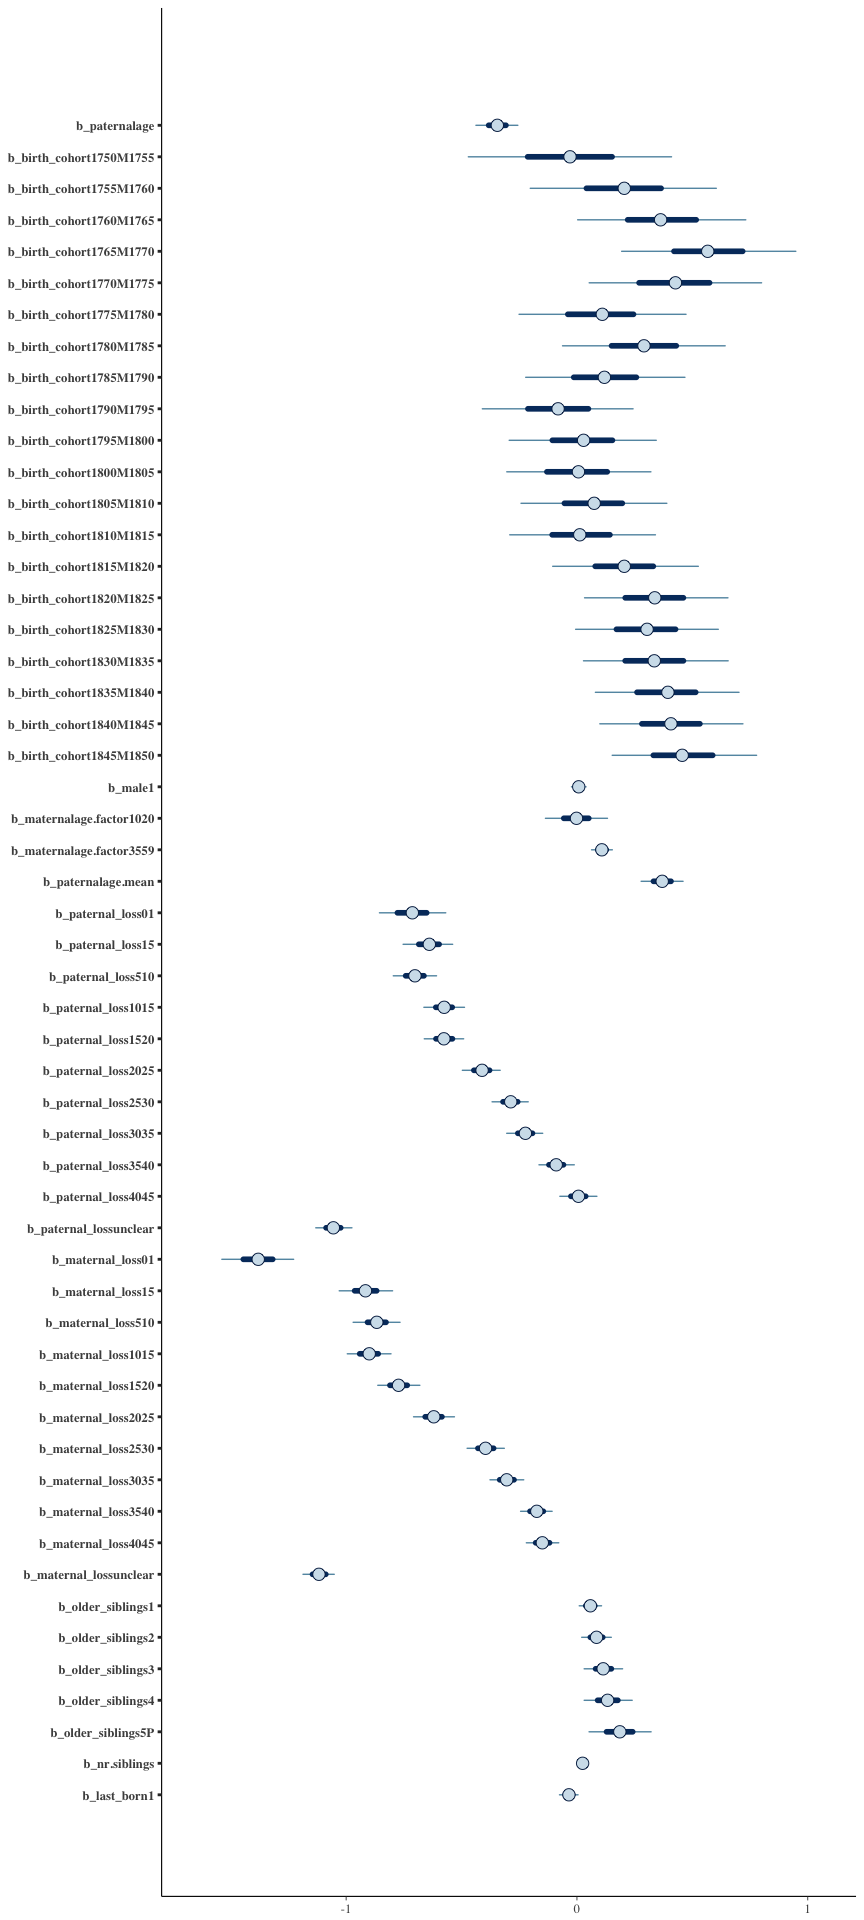 b_paternalage
b_birth_cohort1750M1755
b_birth_cohort1755M1760
b_birth_cohort1760M1765
b_birth_cohort1765M1770
b_birth_cohort1770M1775
b_birth_cohort1775M1780
b_birth_cohort1780M1785
b_birth_cohort1785M1790
b_birth_cohort1790M1795
b_birth_cohort1795M1800
b_birth_cohort1800M1805
b_birth_cohort1805M1810
b_birth_cohort1810M1815
b_birth_cohort1815M1820
b_birth_cohort1820M1825
b_birth_cohort1825M1830
b_birth_cohort1830M1835
b_birth_cohort1835M1840
b_birth_cohort1840M1845
b_birth_cohort1845M1850
b_male1
b_maternalage.factor1020
b_maternalage.factor3559
b_paternalage.mean
b_paternal_loss01
b_paternal_loss15
b_paternal_loss510
b_paternal_loss1015
b_paternal_loss1520
b_paternal_loss2025
b_paternal_loss2530
b_paternal_loss3035
b_paternal_loss3540
b_paternal_loss4045
b_paternal_lossunclear
b_maternal_loss01
b_maternal_loss15
b_maternal_loss510
b_maternal_loss1015
b_maternal_loss1520
b_maternal_loss2025
b_maternal_loss2530
b_maternal_loss3035
b_maternal_loss3540
b_maternal_loss4045
b_maternal_lossunclear
b_older_siblings1
b_older_siblings2
b_older_siblings3
b_older_siblings4
b_older_siblings5P
b_nr.siblings
b_last_born1
-1 0 1